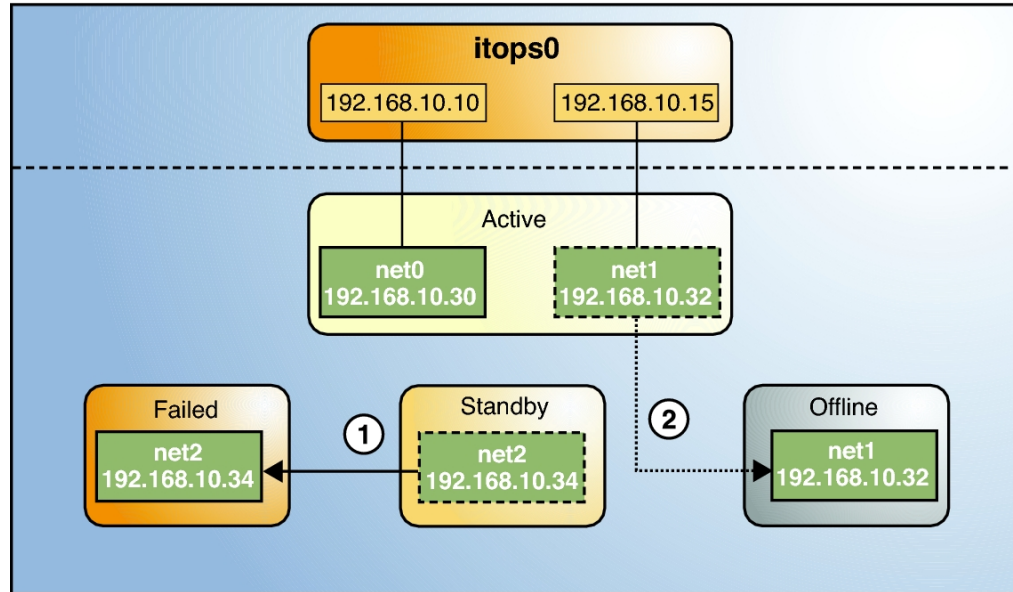 itops0
192.168.10.10
192.168.10.15
Active
net0
192.168.10.30
net1
192.168.10.32
Failed
net2
192.168.10.34
1
Standby
net2
192.168.10.34
2
Offline
net1
192.168.10.32